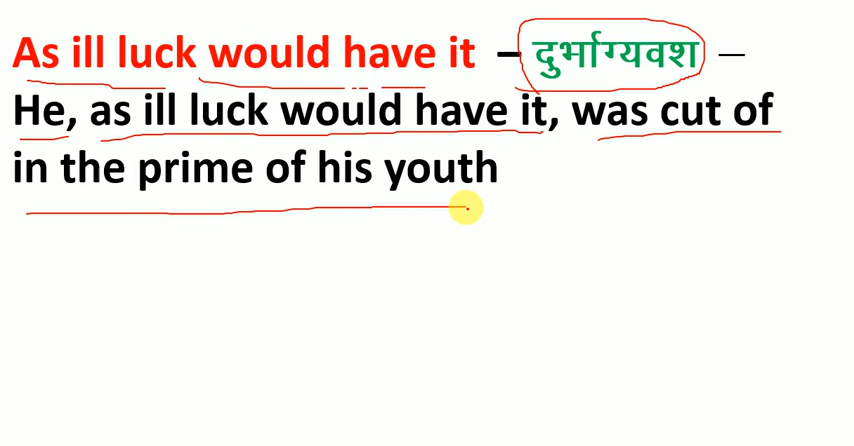 As ill luck would have it – दुर्भाग्यवश –
He, as ill luck would have it, was cut of
in the prime of his youth